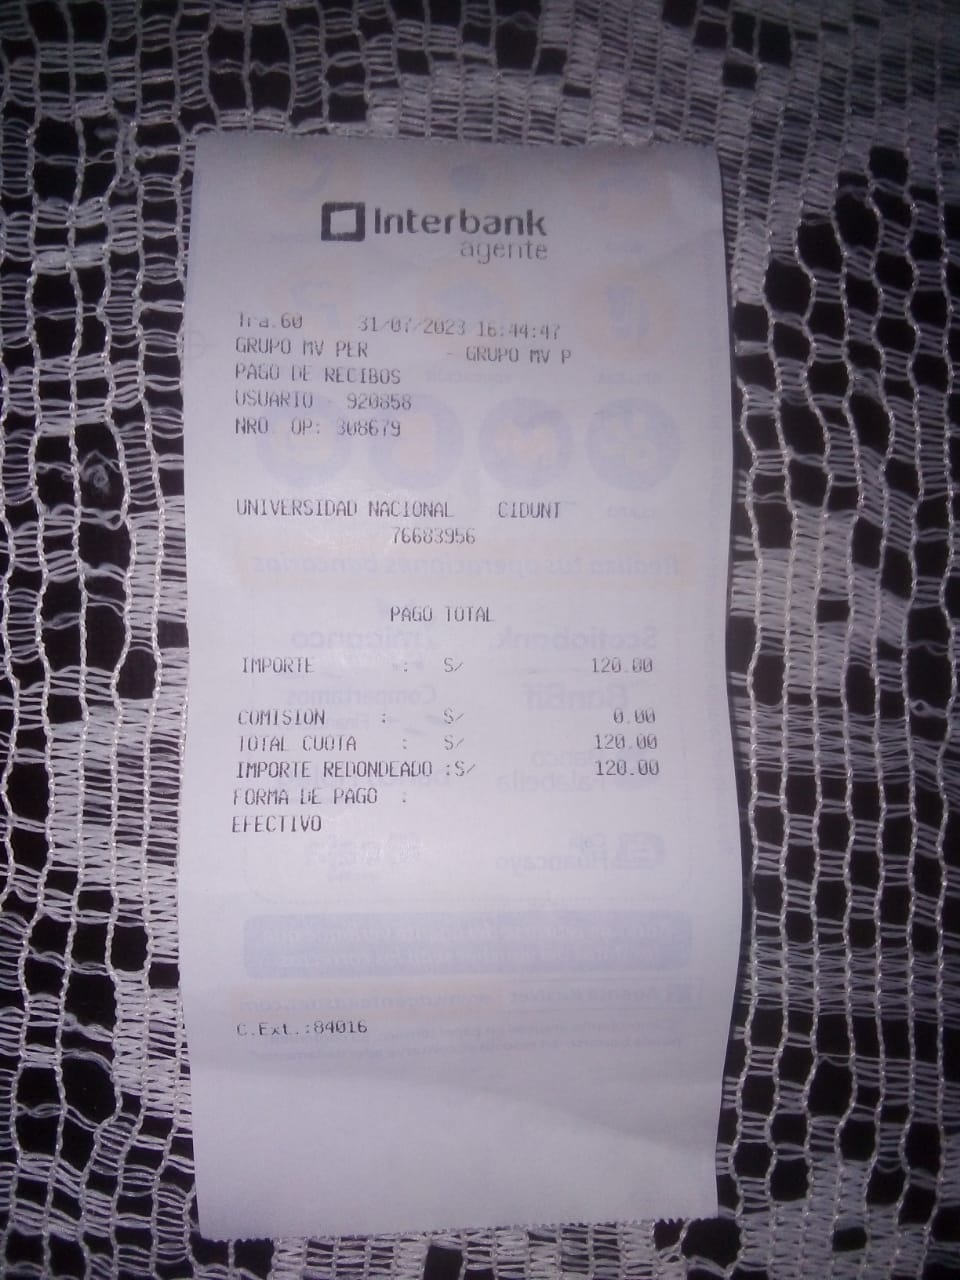 Interbank
agente
Tra.60 31/07/2023 16:44:47
GRUPO MV PER - GRUPO MV P
PAGO DE RECIBOS
USUARIO - 920858
NRO. OP: 308679
UNIVERSIDAD NACIONAL CIDUNT
76683956
PAGO TOTAL
IMPORTE : S/ 120.00
COMISION : S/ 0.00
TOTAL CUOTA : S/ 120.00
IMPORTE REDONDEADO :S/ 120.00
FORMA DE PAGO :
EFECTIVO
C.Ext.:84016